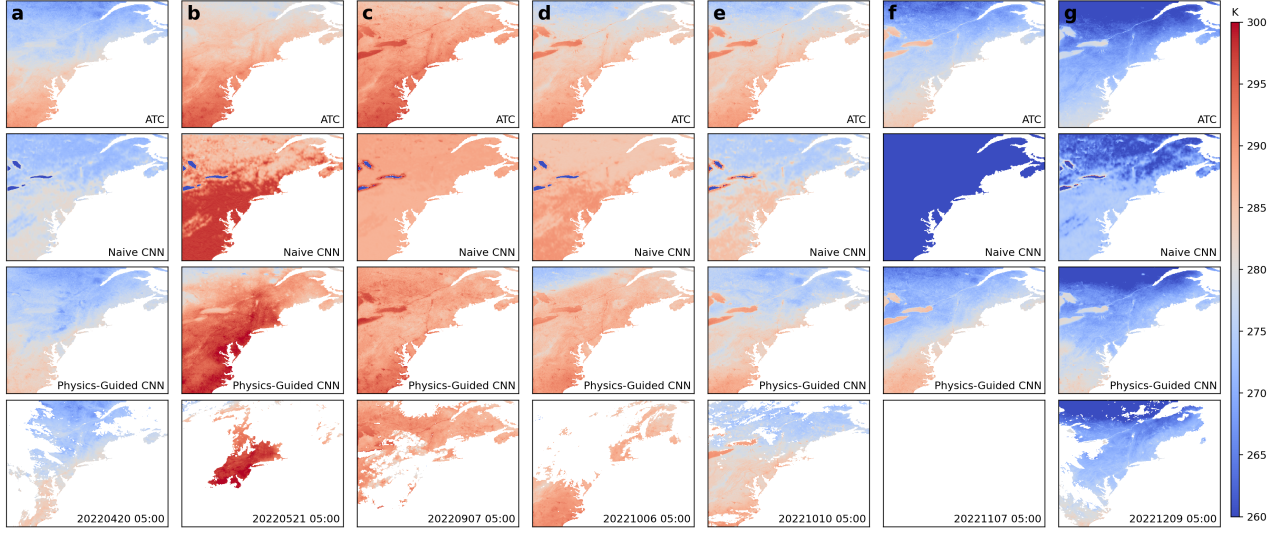 a b c d e f g K
ATC ATC ATC ATC ATC ATC ATC
Naive CNN Naive CNN Naive CNN Naive CNN Naive CNN Naive CNN Naive CNN
Physics-Guided CNN Physics-Guided CNN Physics-Guided CNN Physics-Guided CNN Physics-Guided CNN Physics-Guided CNN Physics-Guided CNN
20220420 05:00 20220521 05:00 20220907 05:00 20221006 05:00 20221010 05:00 20221107 05:00 20221209 05:00
300
295
290
285
280
275
270
265
260